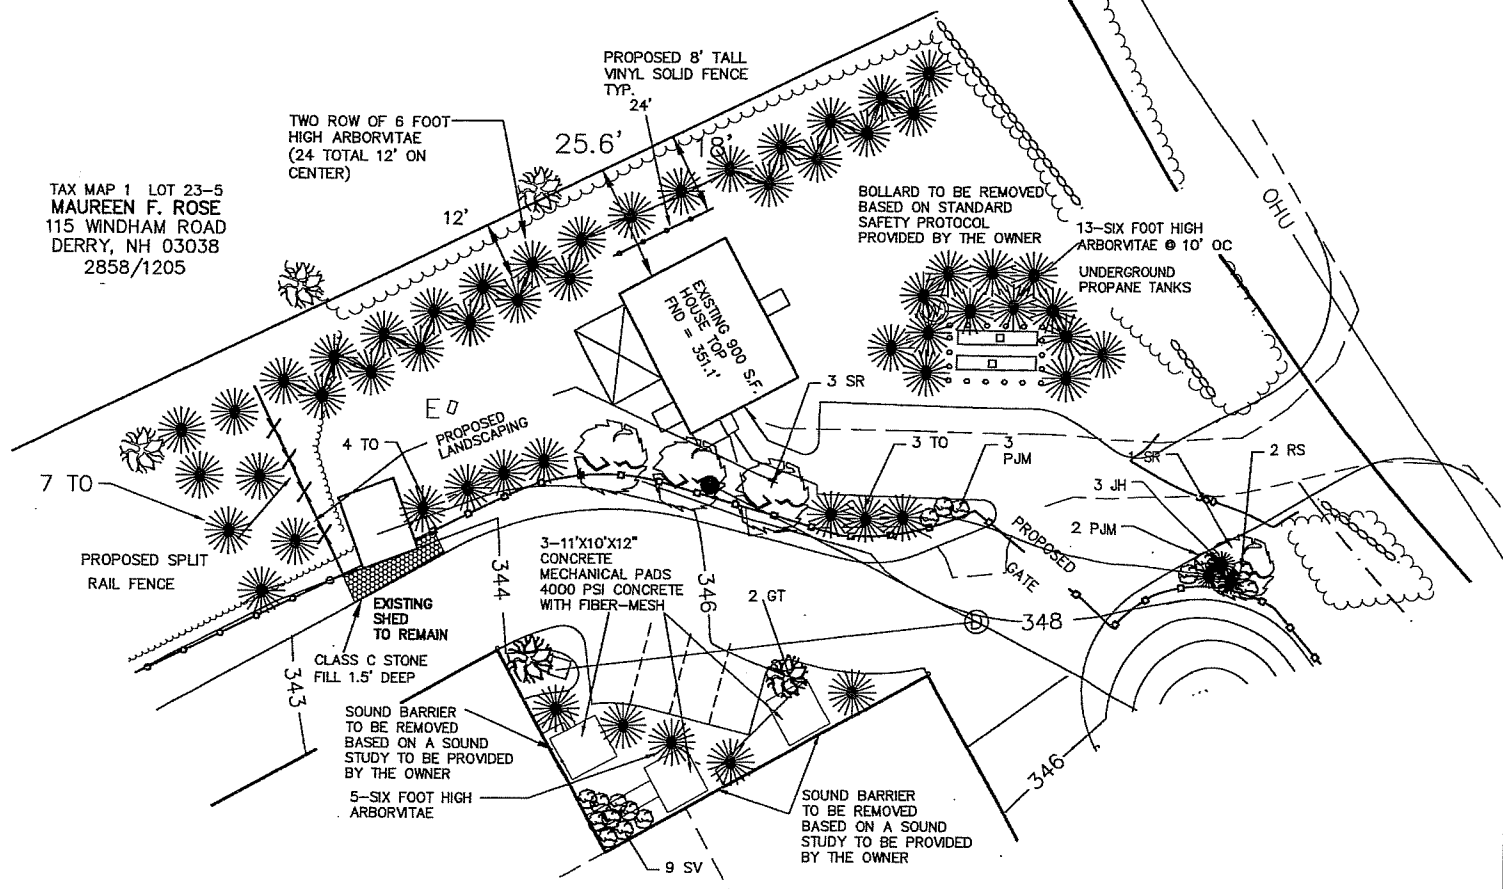 PROPOSED 8' TALL
VINYL SOLID FENCE
TYP.
24'
TWO ROW OF 6 FOOT
HIGH ARBORVITAE
(24 TOTAL 12' ON
CENTER)
25.6'
18'
12'
TAX MAP 1 LOT 23-5
MAUREEN F. ROSE
115 WINDHAM ROAD
DERRY, NH 03038
2858/1205
BOLLARD TO BE REMOVED
BASED ON STANDARD
SAFETY PROTOCOL
PROVIDED BY THE OWNER
13-SIX FOOT HIGH
ARBORVITAE @ 10' OC
UNDERGROUND
PROPANE TANKS
OHU
EXISTING 900 S.F.
HOUSE TOP
FND = 351.1'
3 SR
E
PROPOSED
LANDSCAPING
4 TO
7 TO
3 TO
3
PJM
1 SR
2 RS
3 JH
2 PJM
PROPOSED
GATE
PROPOSED SPLIT
RAIL FENCE
EXISTING
SHED
TO REMAIN
CLASS C STONE
FILL 1.5' DEEP
3-11'X10'X12"
CONCRETE
MECHANICAL PADS
4000 PSI CONCRETE
WITH FIBER-MESH
344
346
2 GT
348
343
346
SOUND BARRIER
TO BE REMOVED
BASED ON A SOUND
STUDY TO BE PROVIDED
BY THE OWNER
5-SIX FOOT HIGH
ARBORVITAE
SOUND BARRIER
TO BE REMOVED
BASED ON A SOUND
STUDY TO BE PROVIDED
BY THE OWNER
9 SV